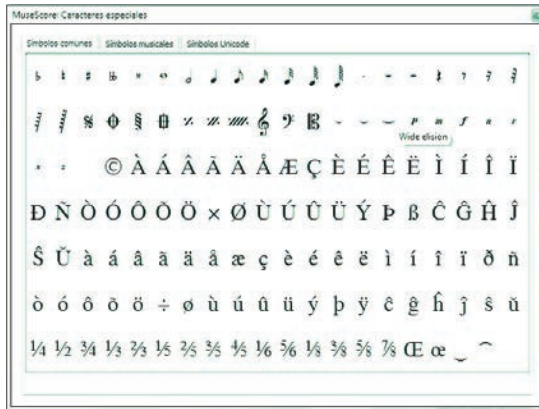 MuseScore: Caracteres especiales
Símbolos comunes Símbolos musicales Símbolos Unicode
♭ ♮ ♯ 𝄫
𝄋 𝄌 § 𝄞 𝄢 𝄡 p m f
Wide elision
© À Á Â Ã Ä Å Æ Ç È É Ê Ë Ì Í Î Ï
Ð Ñ Ò Ó Ô Õ Ö × Ø Ù Ú Û Ü Ý Þ ß Ĉ Ĝ Ĥ Ĵ
Ŝ Ŭ à á â ã ä å æ ç è é ê ë ì í î ï ð ñ
ò ó ô õ ö ÷ ø ù ú û ü ý þ ÿ ĉ ĝ ĥ ĵ ŝ ŭ
¼ ½ ¾ ⅓ ⅔ ⅕ ⅖ ⅗ ⅘ ⅙ ⅚ ⅛ ⅜ ⅝ ⅞ Œ œ ‿ ⁀